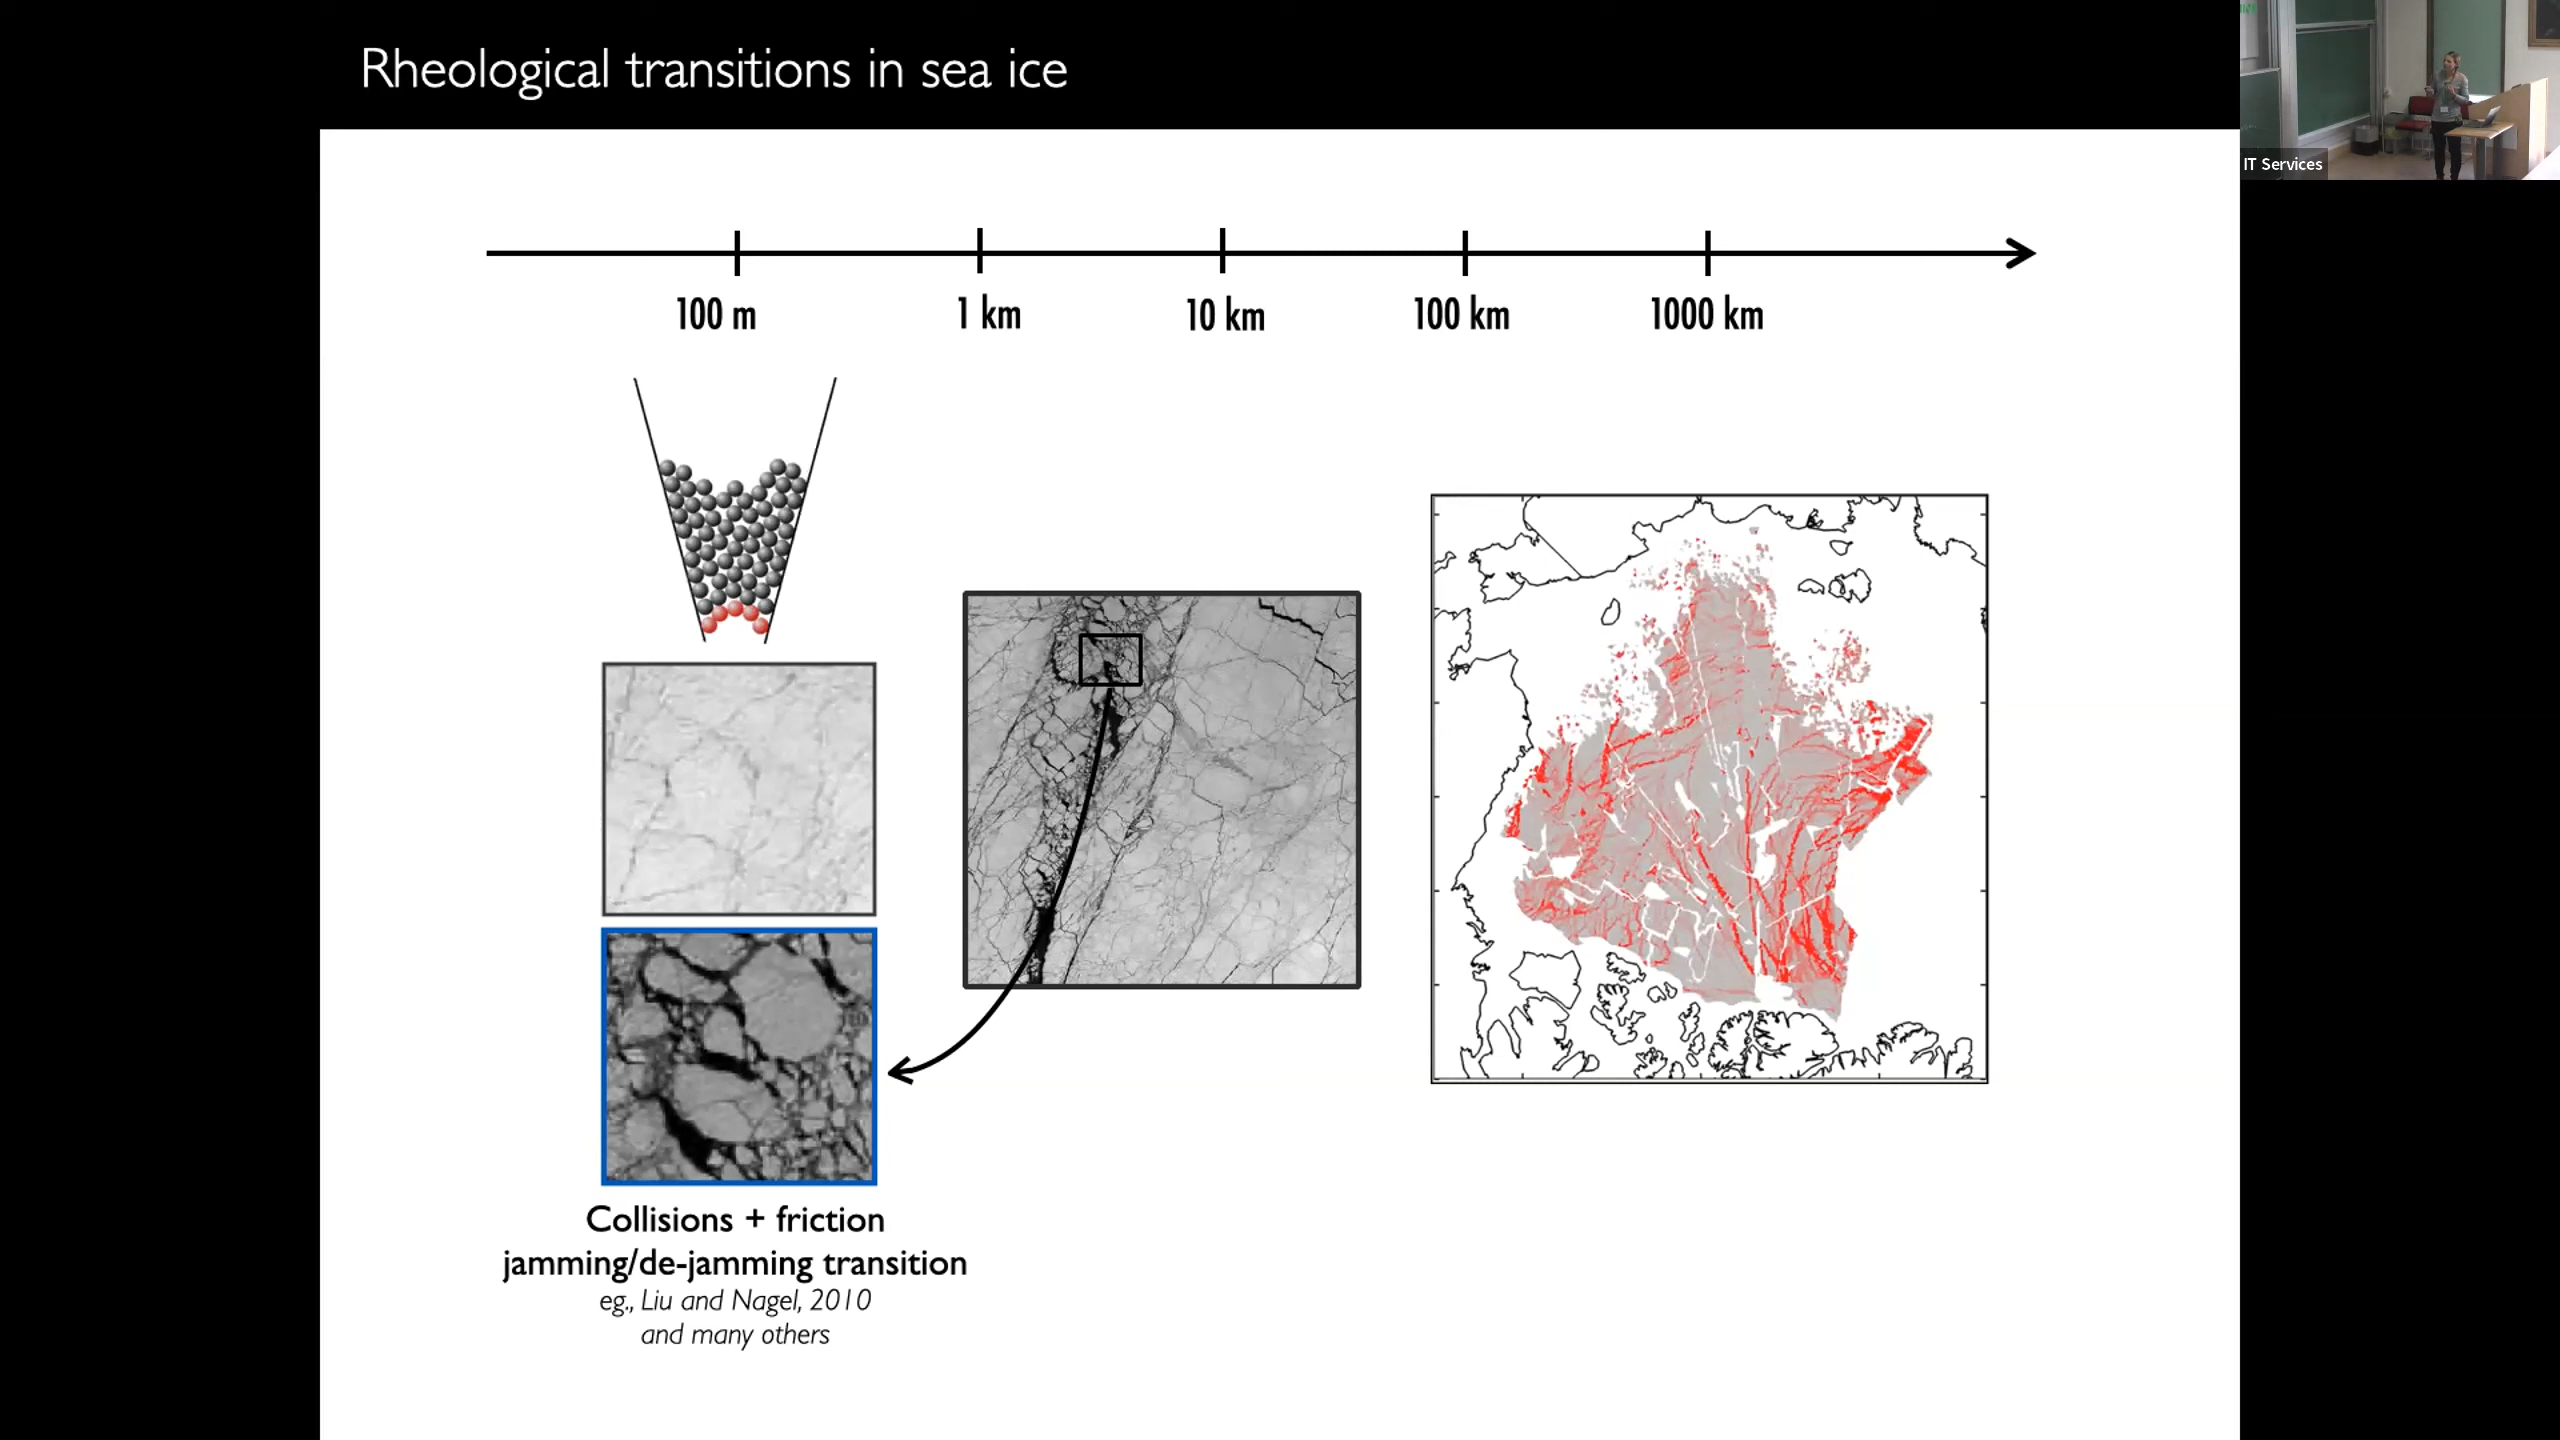 Rheological transitions in sea ice
IT Services
100 m
1 km
10 km
100 km
1000 km
Collisions + friction
jamming/de-jamming transition
eg., Liu and Nagel, 2010
and many others